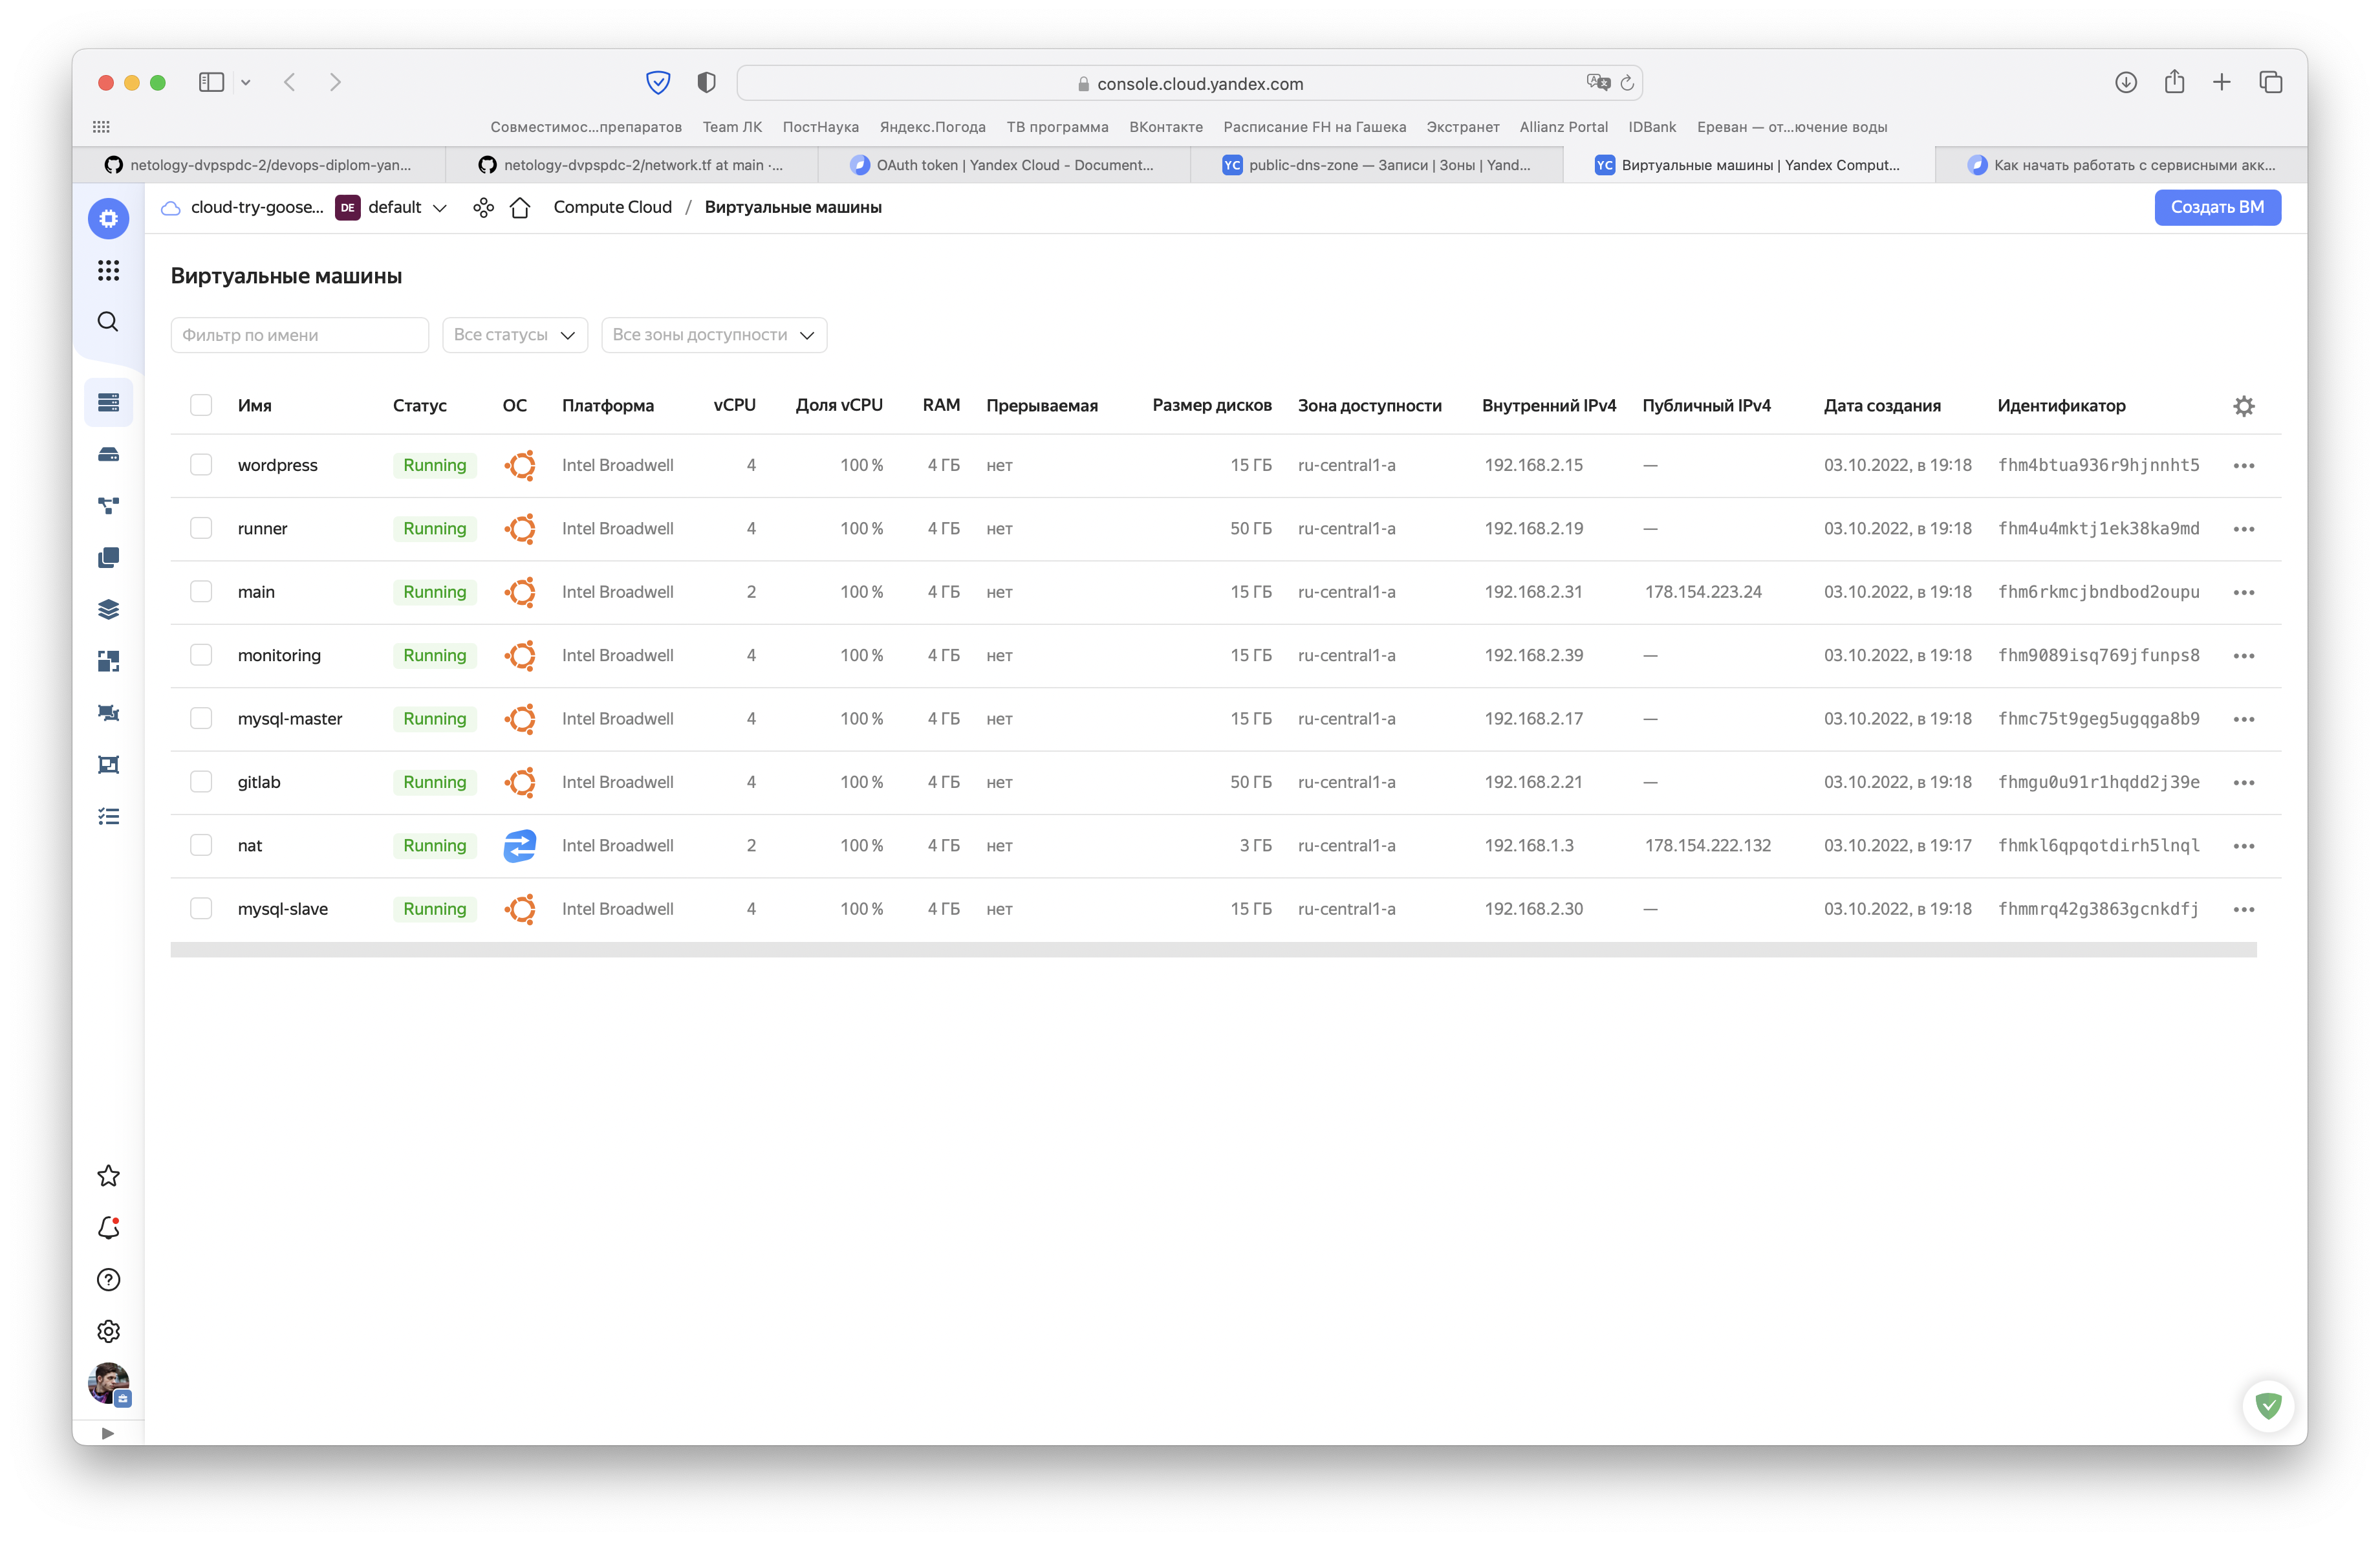 console.cloud.yandex.com
Совместимос...препаратов Team ЛК ПостНаука Яндекс.Погода ТВ программа ВКонтакте Расписание FH на Гашека Экстранет Allianz Portal IDBank Ереван — от...ючение воды
netology-dvpspdc-2/devops-diplom-yan... netology-dvpspdc-2/network.tf at main ·... OAuth token | Yandex Cloud - Document... YC public-dns-zone — Записи | Зоны | Yand... YC Виртуальные машины | Yandex Comput... Как начать работать с сервисными акк...
cloud-try-goose... DE default Compute Cloud / Виртуальные машины Создать ВМ
Виртуальные машины
Фильтр по имени Все статусы Все зоны доступности
Имя Статус ОС Платформа vCPU Доля vCPU RAM Прерываемая Размер дисков Зона доступности Внутренний IPv4 Публичный IPv4 Дата создания Идентификатор
wordpress Running Intel Broadwell 4 100 % 4 ГБ нет 15 ГБ ru-central1-a 192.168.2.15 — 03.10.2022, в 19:18 fhm4btua936r9hjnnht5
runner Running Intel Broadwell 4 100 % 4 ГБ нет 50 ГБ ru-central1-a 192.168.2.19 — 03.10.2022, в 19:18 fhm4u4mktj1ek38ka9md
main Running Intel Broadwell 2 100 % 4 ГБ нет 15 ГБ ru-central1-a 192.168.2.31 178.154.223.24 03.10.2022, в 19:18 fhm6rkmcjbndbod2oupu
monitoring Running Intel Broadwell 4 100 % 4 ГБ нет 15 ГБ ru-central1-a 192.168.2.39 — 03.10.2022, в 19:18 fhm9089isq769jfunps8
mysql-master Running Intel Broadwell 4 100 % 4 ГБ нет 15 ГБ ru-central1-a 192.168.2.17 — 03.10.2022, в 19:18 fhmc75t9geg5ugqga8b9
gitlab Running Intel Broadwell 4 100 % 4 ГБ нет 50 ГБ ru-central1-a 192.168.2.21 — 03.10.2022, в 19:18 fhmgu0u91r1hqdd2j39e
nat Running Intel Broadwell 2 100 % 4 ГБ нет 3 ГБ ru-central1-a 192.168.1.3 178.154.222.132 03.10.2022, в 19:17 fhmkl6qpqotdirh5lnql
mysql-slave Running Intel Broadwell 4 100 % 4 ГБ нет 15 ГБ ru-central1-a 192.168.2.30 — 03.10.2022, в 19:18 fhmmrq42g3863gcnkdfj